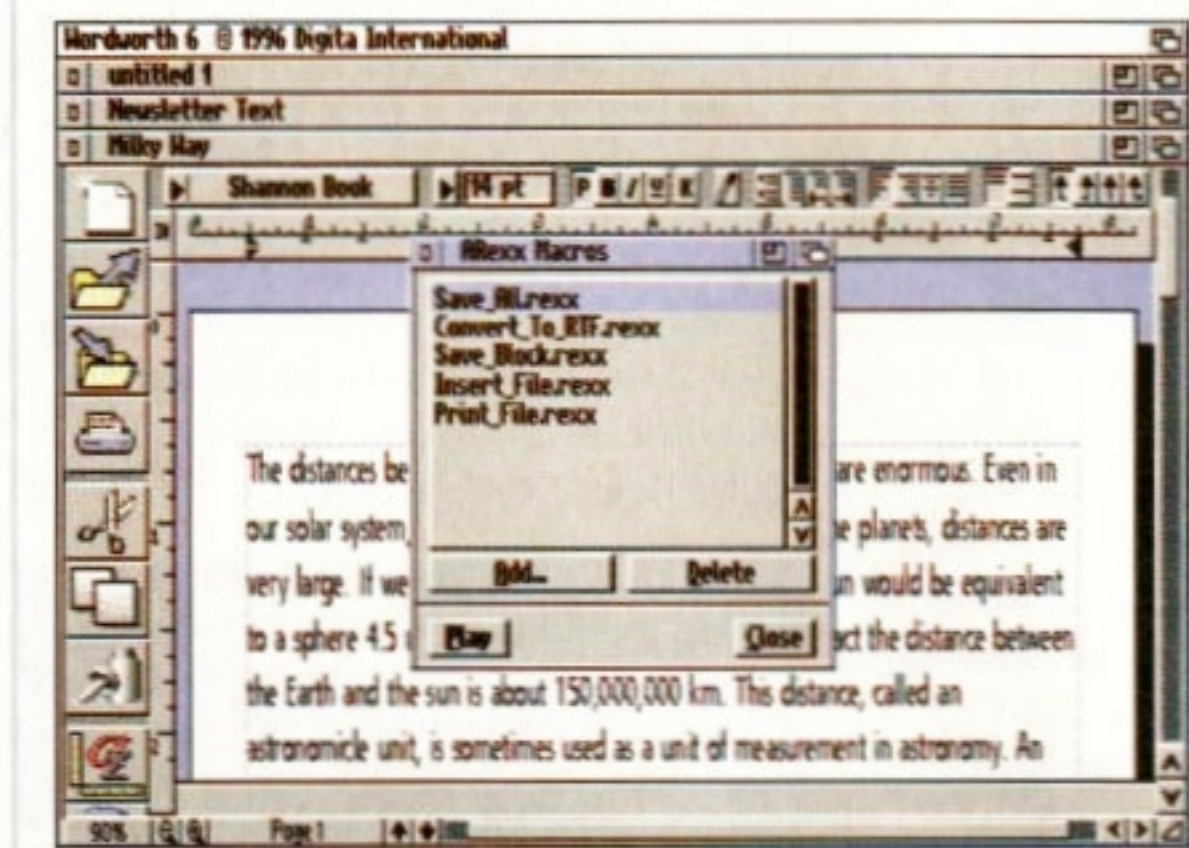 Wordworth 6 © 1996 Digita International
untitled 1
Newsletter Text
Milky Way
Shannon Book 14 pt P B I U K
ARexx Macros
Save_All.rexx
Convert_To_RTF.rexx
Save_Block.rexx
Insert_File.rexx
Print_File.rexx
Add...
Delete
Play
Close
The distances be are enormous. Even in
our solar system, e planets, distances are
very large. If we un would be equivalent
to a sphere 4.5 act the distance between
the Earth and the sun is about 150,000,000 km. This distance, called an
astronomicle unit, is sometimes used as a unit of measurement in astronomy. An
90% Page 1